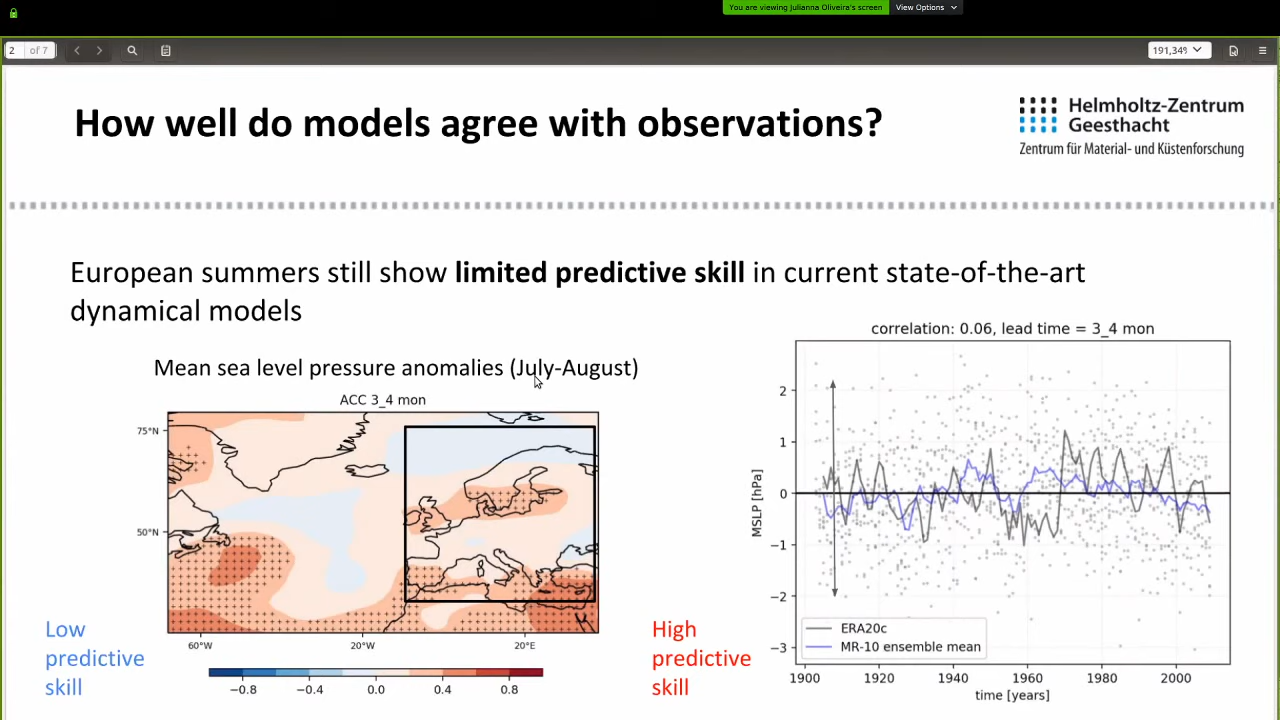 You are viewing Julianna Oliveira's screen
View Options
2 of 7
191,34%
How well do models agree with observations?
Helmholtz-Zentrum
Geesthacht
Zentrum für Material- und Küstenforschung
European summers still show limited predictive skill in current state-of-the-art
dynamical models
Mean sea level pressure anomalies (July-August)
ACC 3_4 mon
75°N
50°N
60°W 20°W 20°E
−0.8 −0.4 0.0 0.4 0.8
Low
predictive
skill
High
predictive
skill
correlation: 0.06, lead time = 3_4 mon
MSLP [hPa]
2
1
0
−1
−2
−3
ERA20c
MR-10 ensemble mean
1900 1920 1940 1960 1980 2000
time [years]